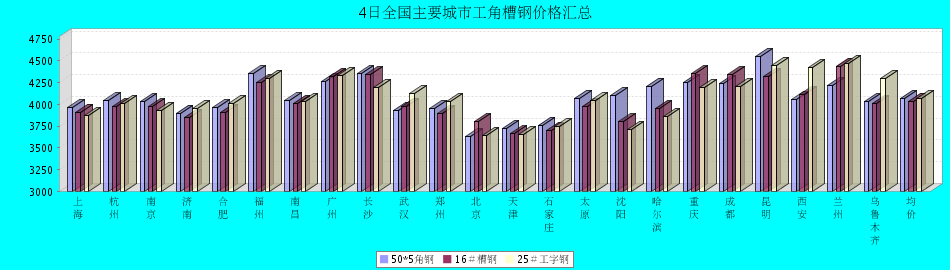 4日全国主要城市工角槽钢价格汇总
4750
4500
4250
4000
3750
3500
3250
3000
上海
杭州
南京
济南
合肥
福州
南昌
广州
长沙
武汉
郑州
北京
天津
石家庄
太原
沈阳
哈尔滨
重庆
成都
昆明
西安
兰州
乌鲁木齐
均价
50*5角钢
16#槽钢
25#工字钢